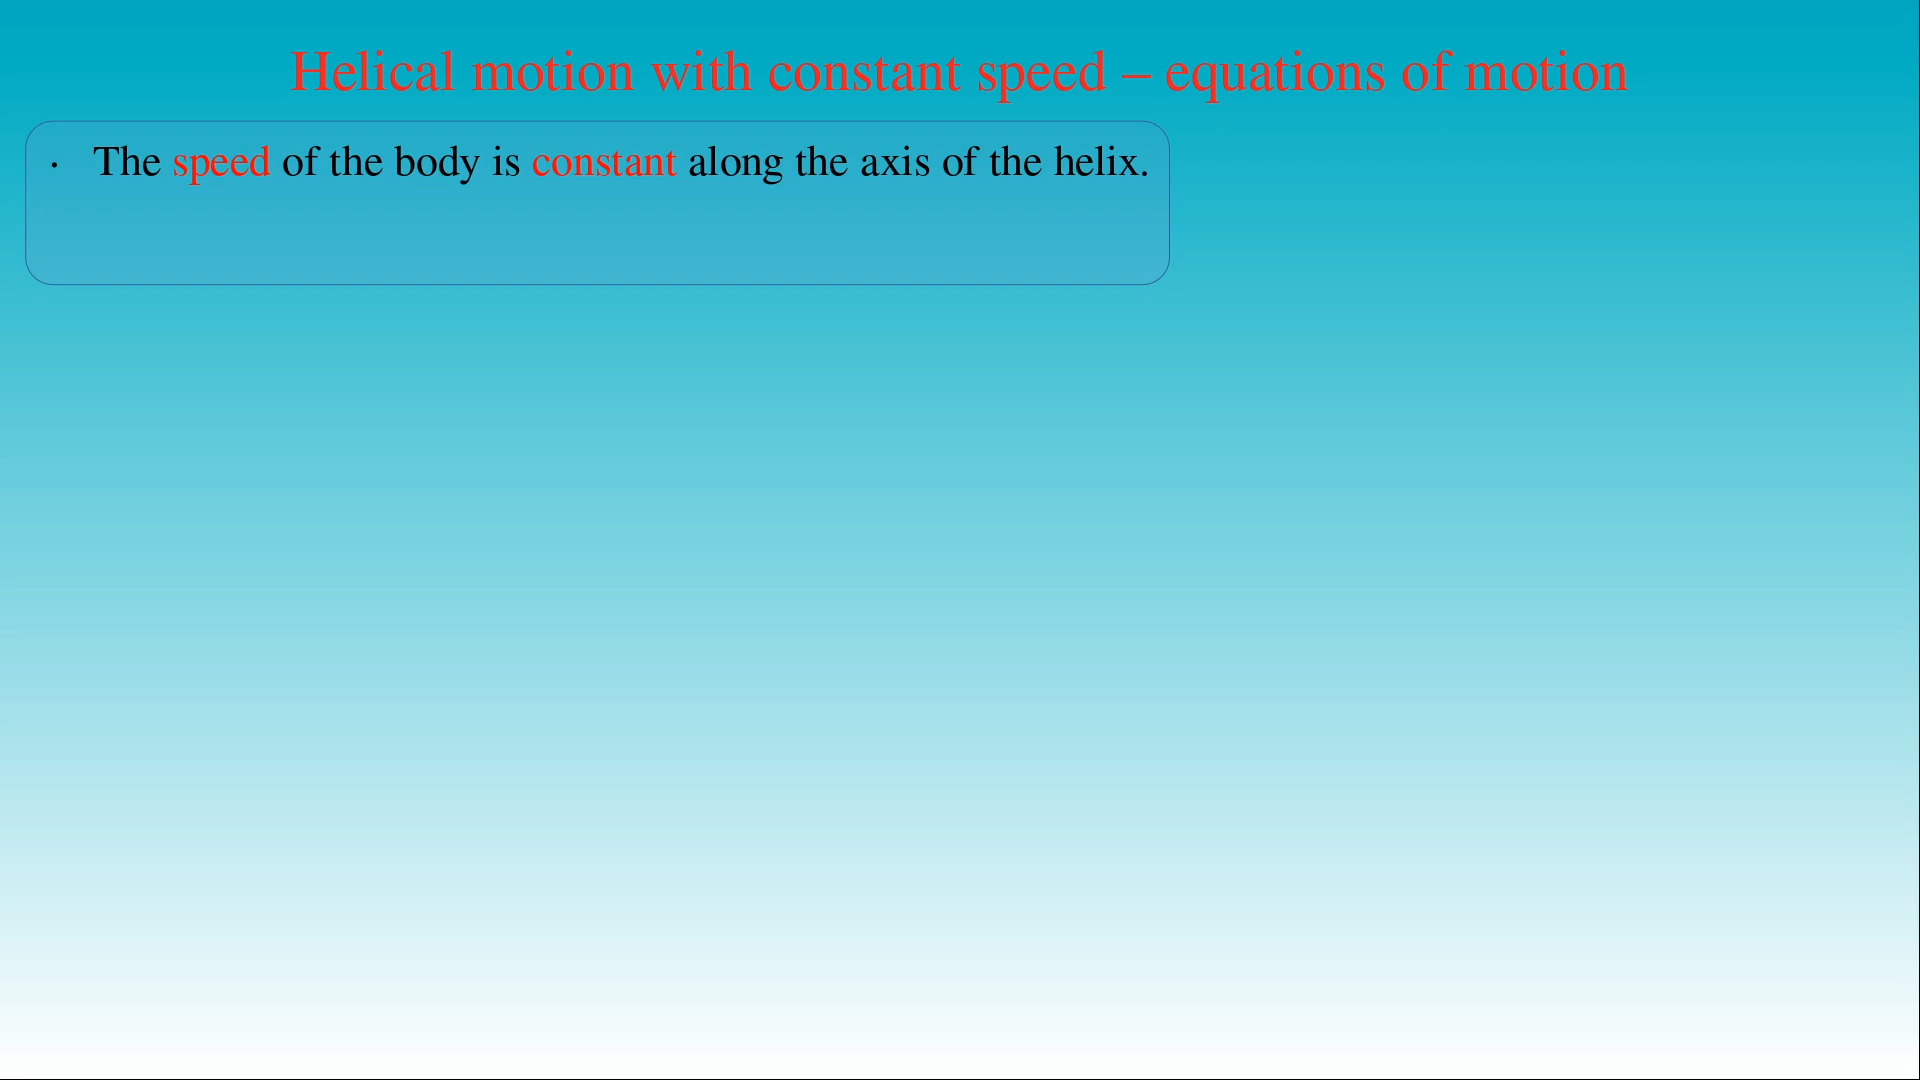 Helical motion with constant speed – equations of motion
· The speed of the body is constant along the axis of the helix.